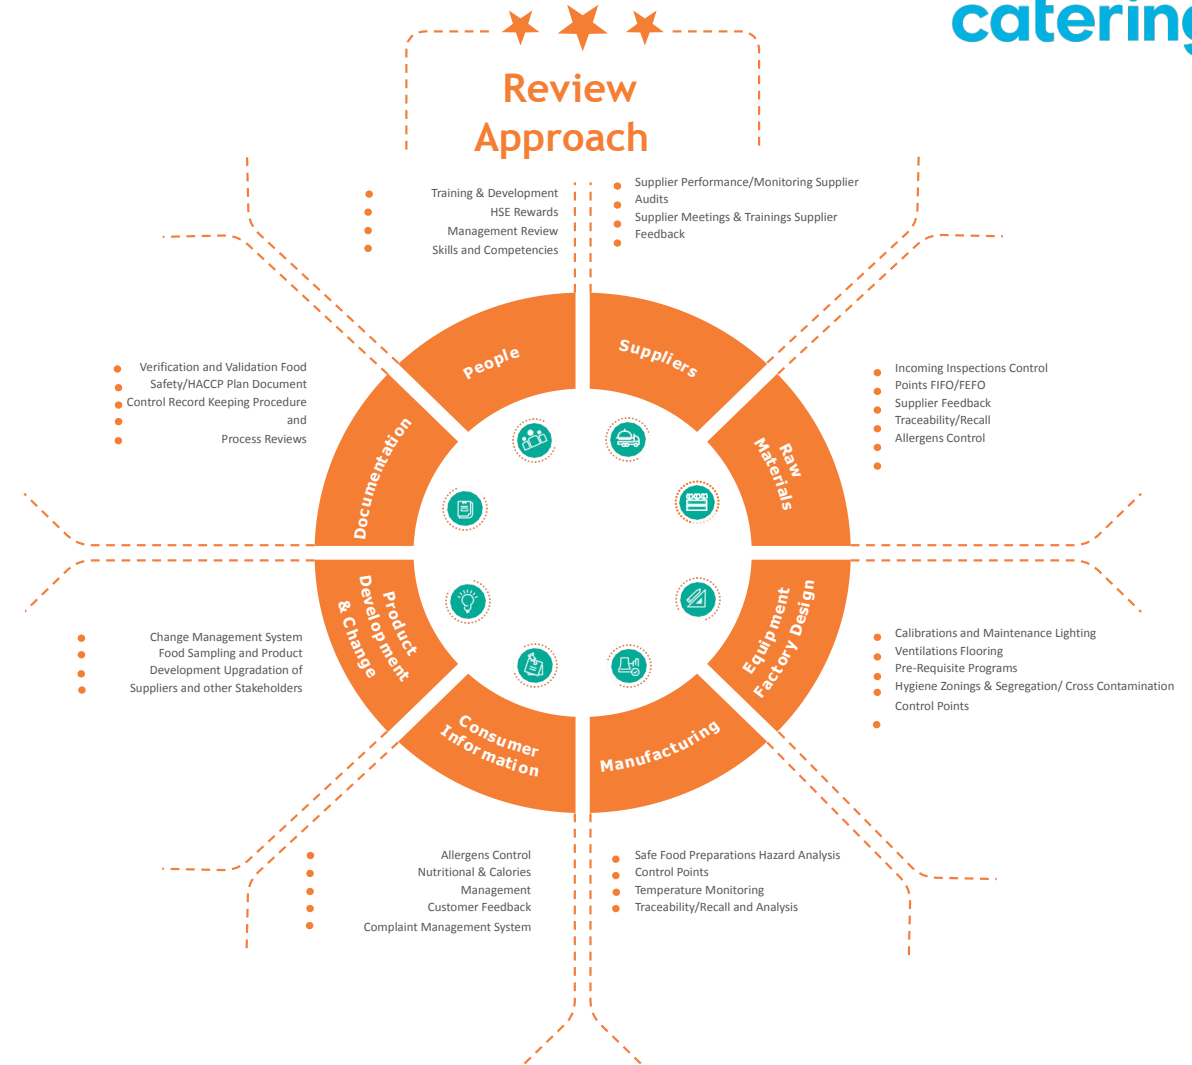 catering
Review
Approach
Training & Development
HSE Rewards
Management Review
Skills and Competencies
Supplier Performance/Monitoring Supplier
Audits
Supplier Meetings & Trainings Supplier
Feedback
People
Suppliers
Verification and Validation Food
Safety/HACCP Plan Document
Control Record Keeping Procedure
and
Process Reviews
Documentation
Raw
Materials
Incoming Inspections Control
Points FIFO/FEFO
Supplier Feedback
Traceability/Recall
Allergens Control
Change Management System
Food Sampling and Product
Development Upgradation of
Suppliers and other Stakeholders
Product
Development
& Change
Equipment
Factory Design
Calibrations and Maintenance Lighting
Ventilations Flooring
Pre-Requisite Programs
Hygiene Zonings & Segregation/ Cross Contamination
Control Points
Consumer
Information
Manufacturing
Allergens Control
Nutritional & Calories
Management
Customer Feedback
Complaint Management System
Safe Food Preparations Hazard Analysis
Control Points
Temperature Monitoring
Traceability/Recall and Analysis